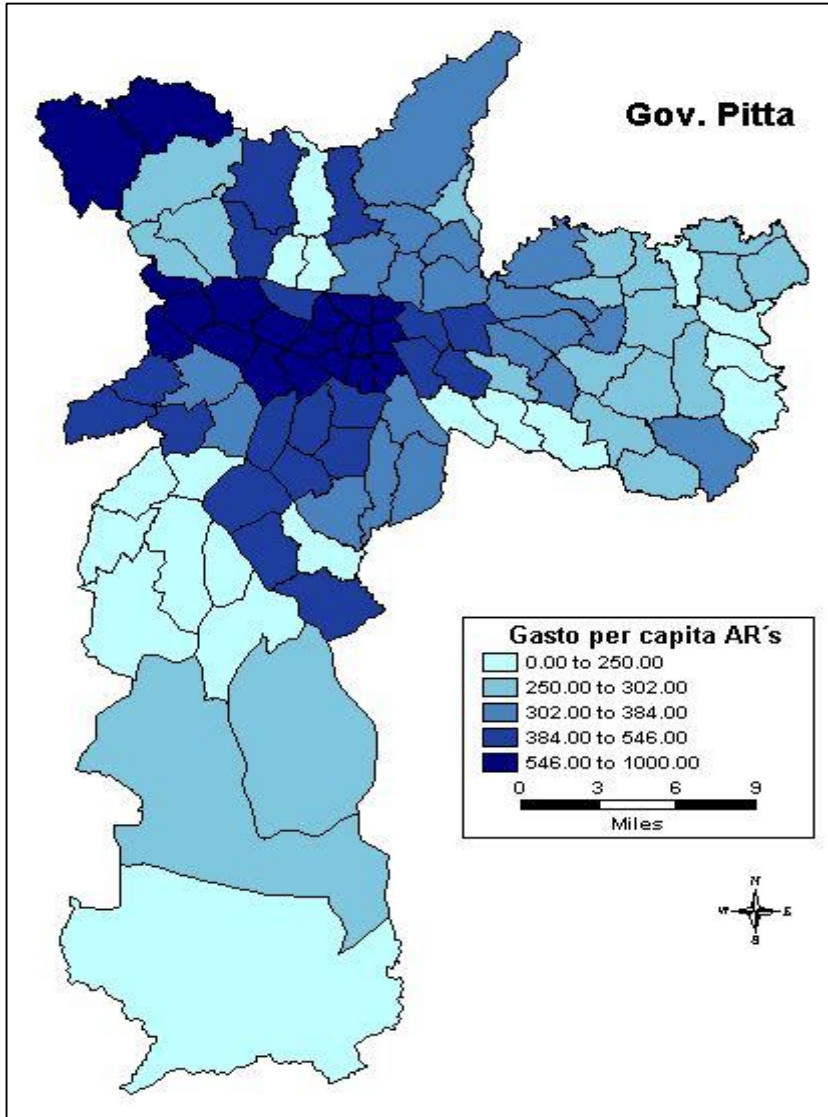 Gov. Pitta
Gasto per capita AR´s
0.00 to 250.00
250.00 to 302.00
302.00 to 384.00
384.00 to 546.00
546.00 to 1000.00
0 3 6 9
Miles
N
W E
S